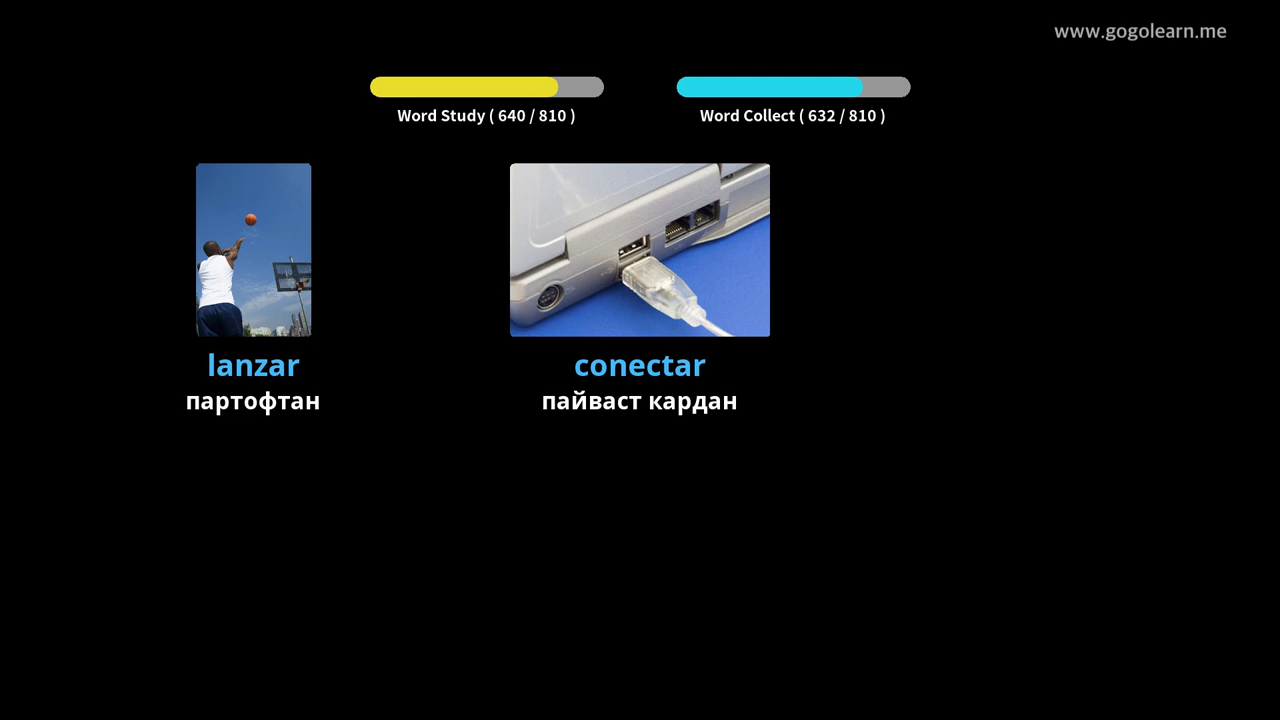 www.gogolearn.me
Word Study ( 640 / 810 )
Word Collect ( 632 / 810 )
lanzar
партофтан
conectar
пайваст кардан